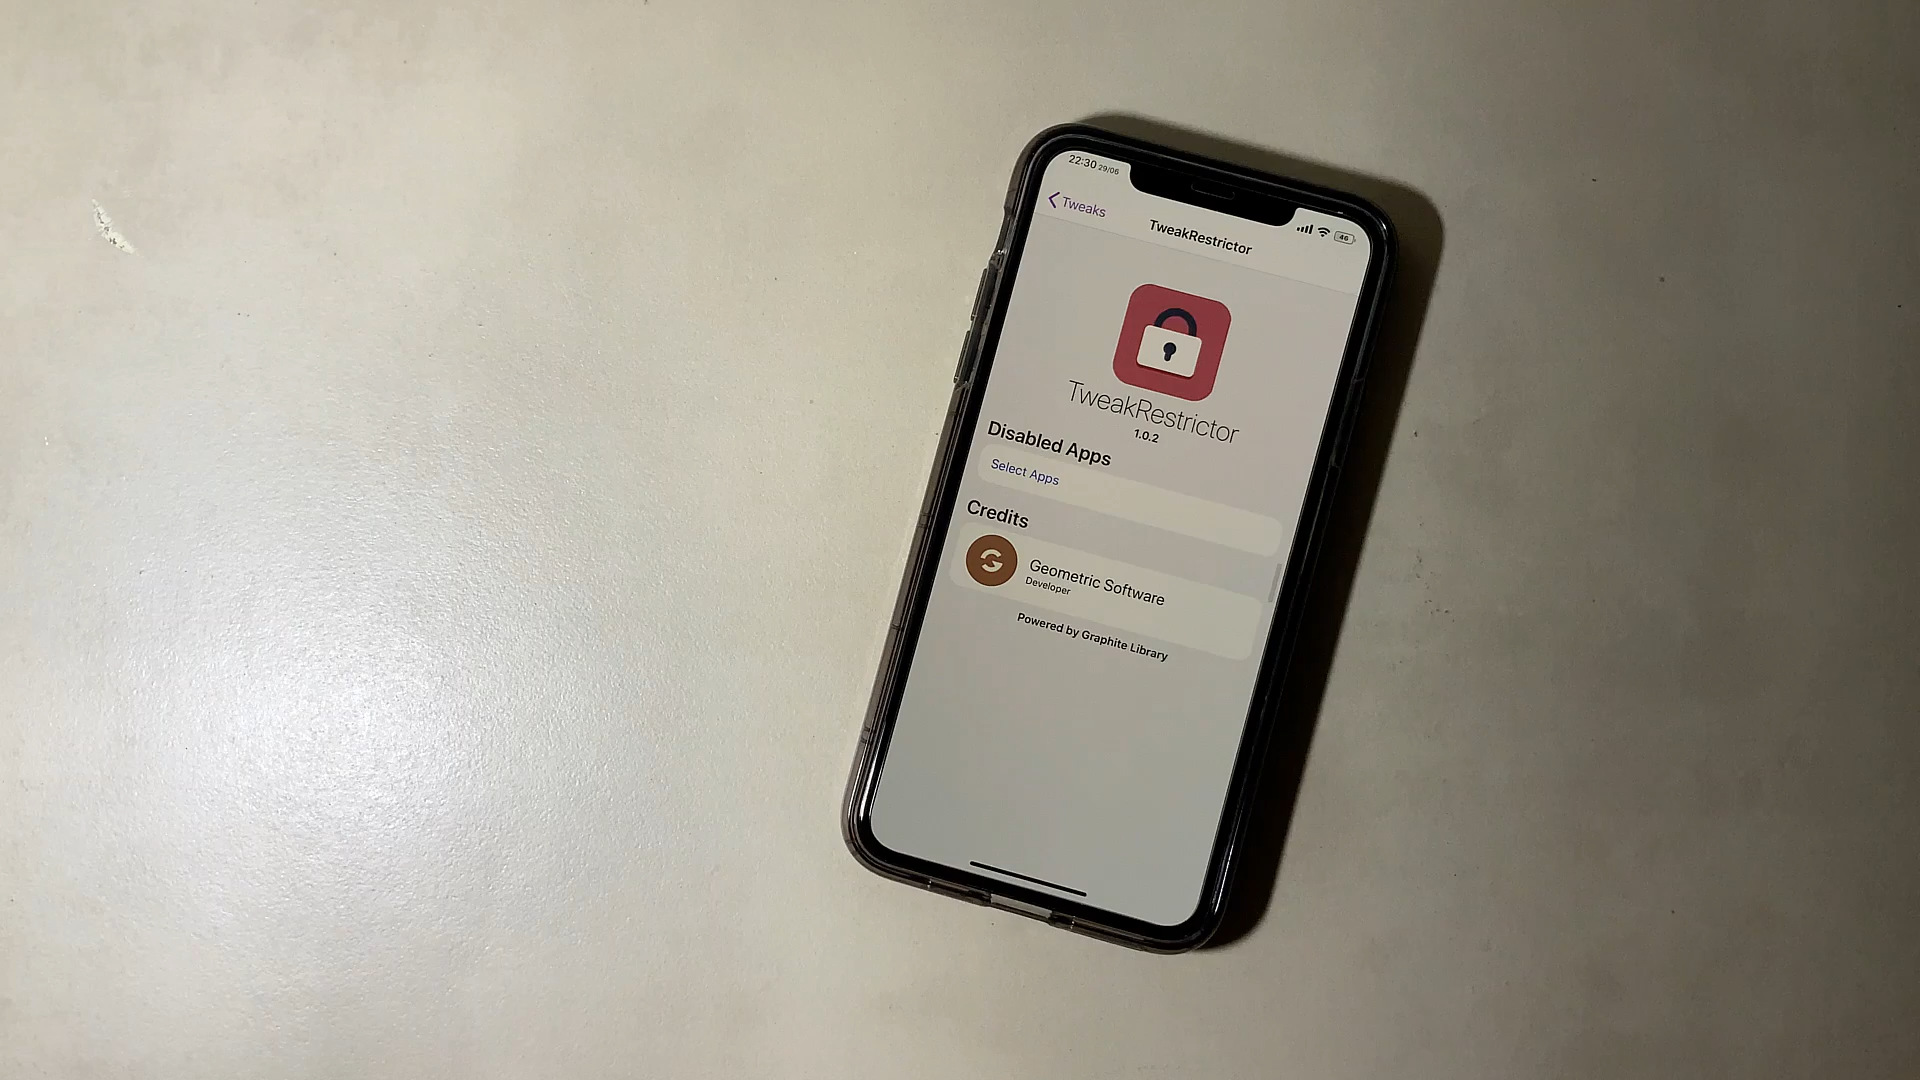 22:30 29/06
46
Tweaks
TweakRestrictor
TweakRestrictor
1.0.2
Disabled Apps
Select Apps
Credits
Geometric Software
Developer
Powered by Graphite Library